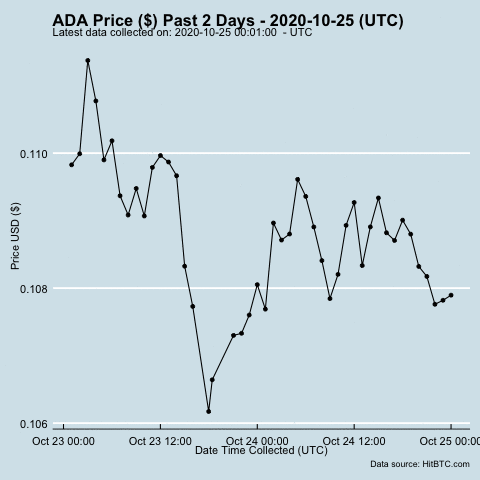 ADA Price ($) Past 2 Days - 2020-10-25 (UTC)
Latest data collected on: 2020-10-25 00:01:00  - UTC
0.110
0.108
0.106
Price USD ($)
Oct 23 00:00 Oct 23 12:00 Oct 24 00:00 Oct 24 12:00 Oct 25 00:00
Date Time Collected (UTC)
Data source: HitBTC.com